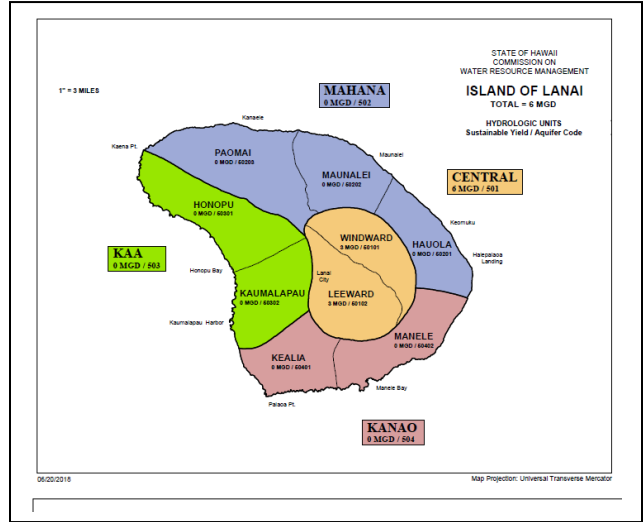 STATE OF HAWAII
COMMISSION ON
WATER RESOURCE MANAGEMENT
ISLAND OF LANAI
TOTAL = 6 MGD
HYDROLOGIC UNITS
Sustainable Yield / Aquifer Code
1" = 3 MILES
MAHANA
0 MGD / 502
Kanaele
Kaena Pt.
PAOMAI
0 MGD / 50203
Maunalei
MAUNALEI
0 MGD / 50202
CENTRAL
6 MGD / 501
HONOPU
0 MGD / 50301
Keomuku
WINDWARD
3 MGD / 50101
HAUOLA
0 MGD / 50201
KAA
0 MGD / 503
Halepalaoa
Landing
Honopu Bay
Lanai
City
KAUMALAPAU
0 MGD / 50302
LEEWARD
3 MGD / 50102
Kaumalapau Harbor
MANELE
0 MGD / 50402
KEALIA
0 MGD / 50401
Manele Bay
Palaoa Pt.
KANAO
0 MGD / 504
06/20/2018
Map Projection: Universal Transverse Mercator